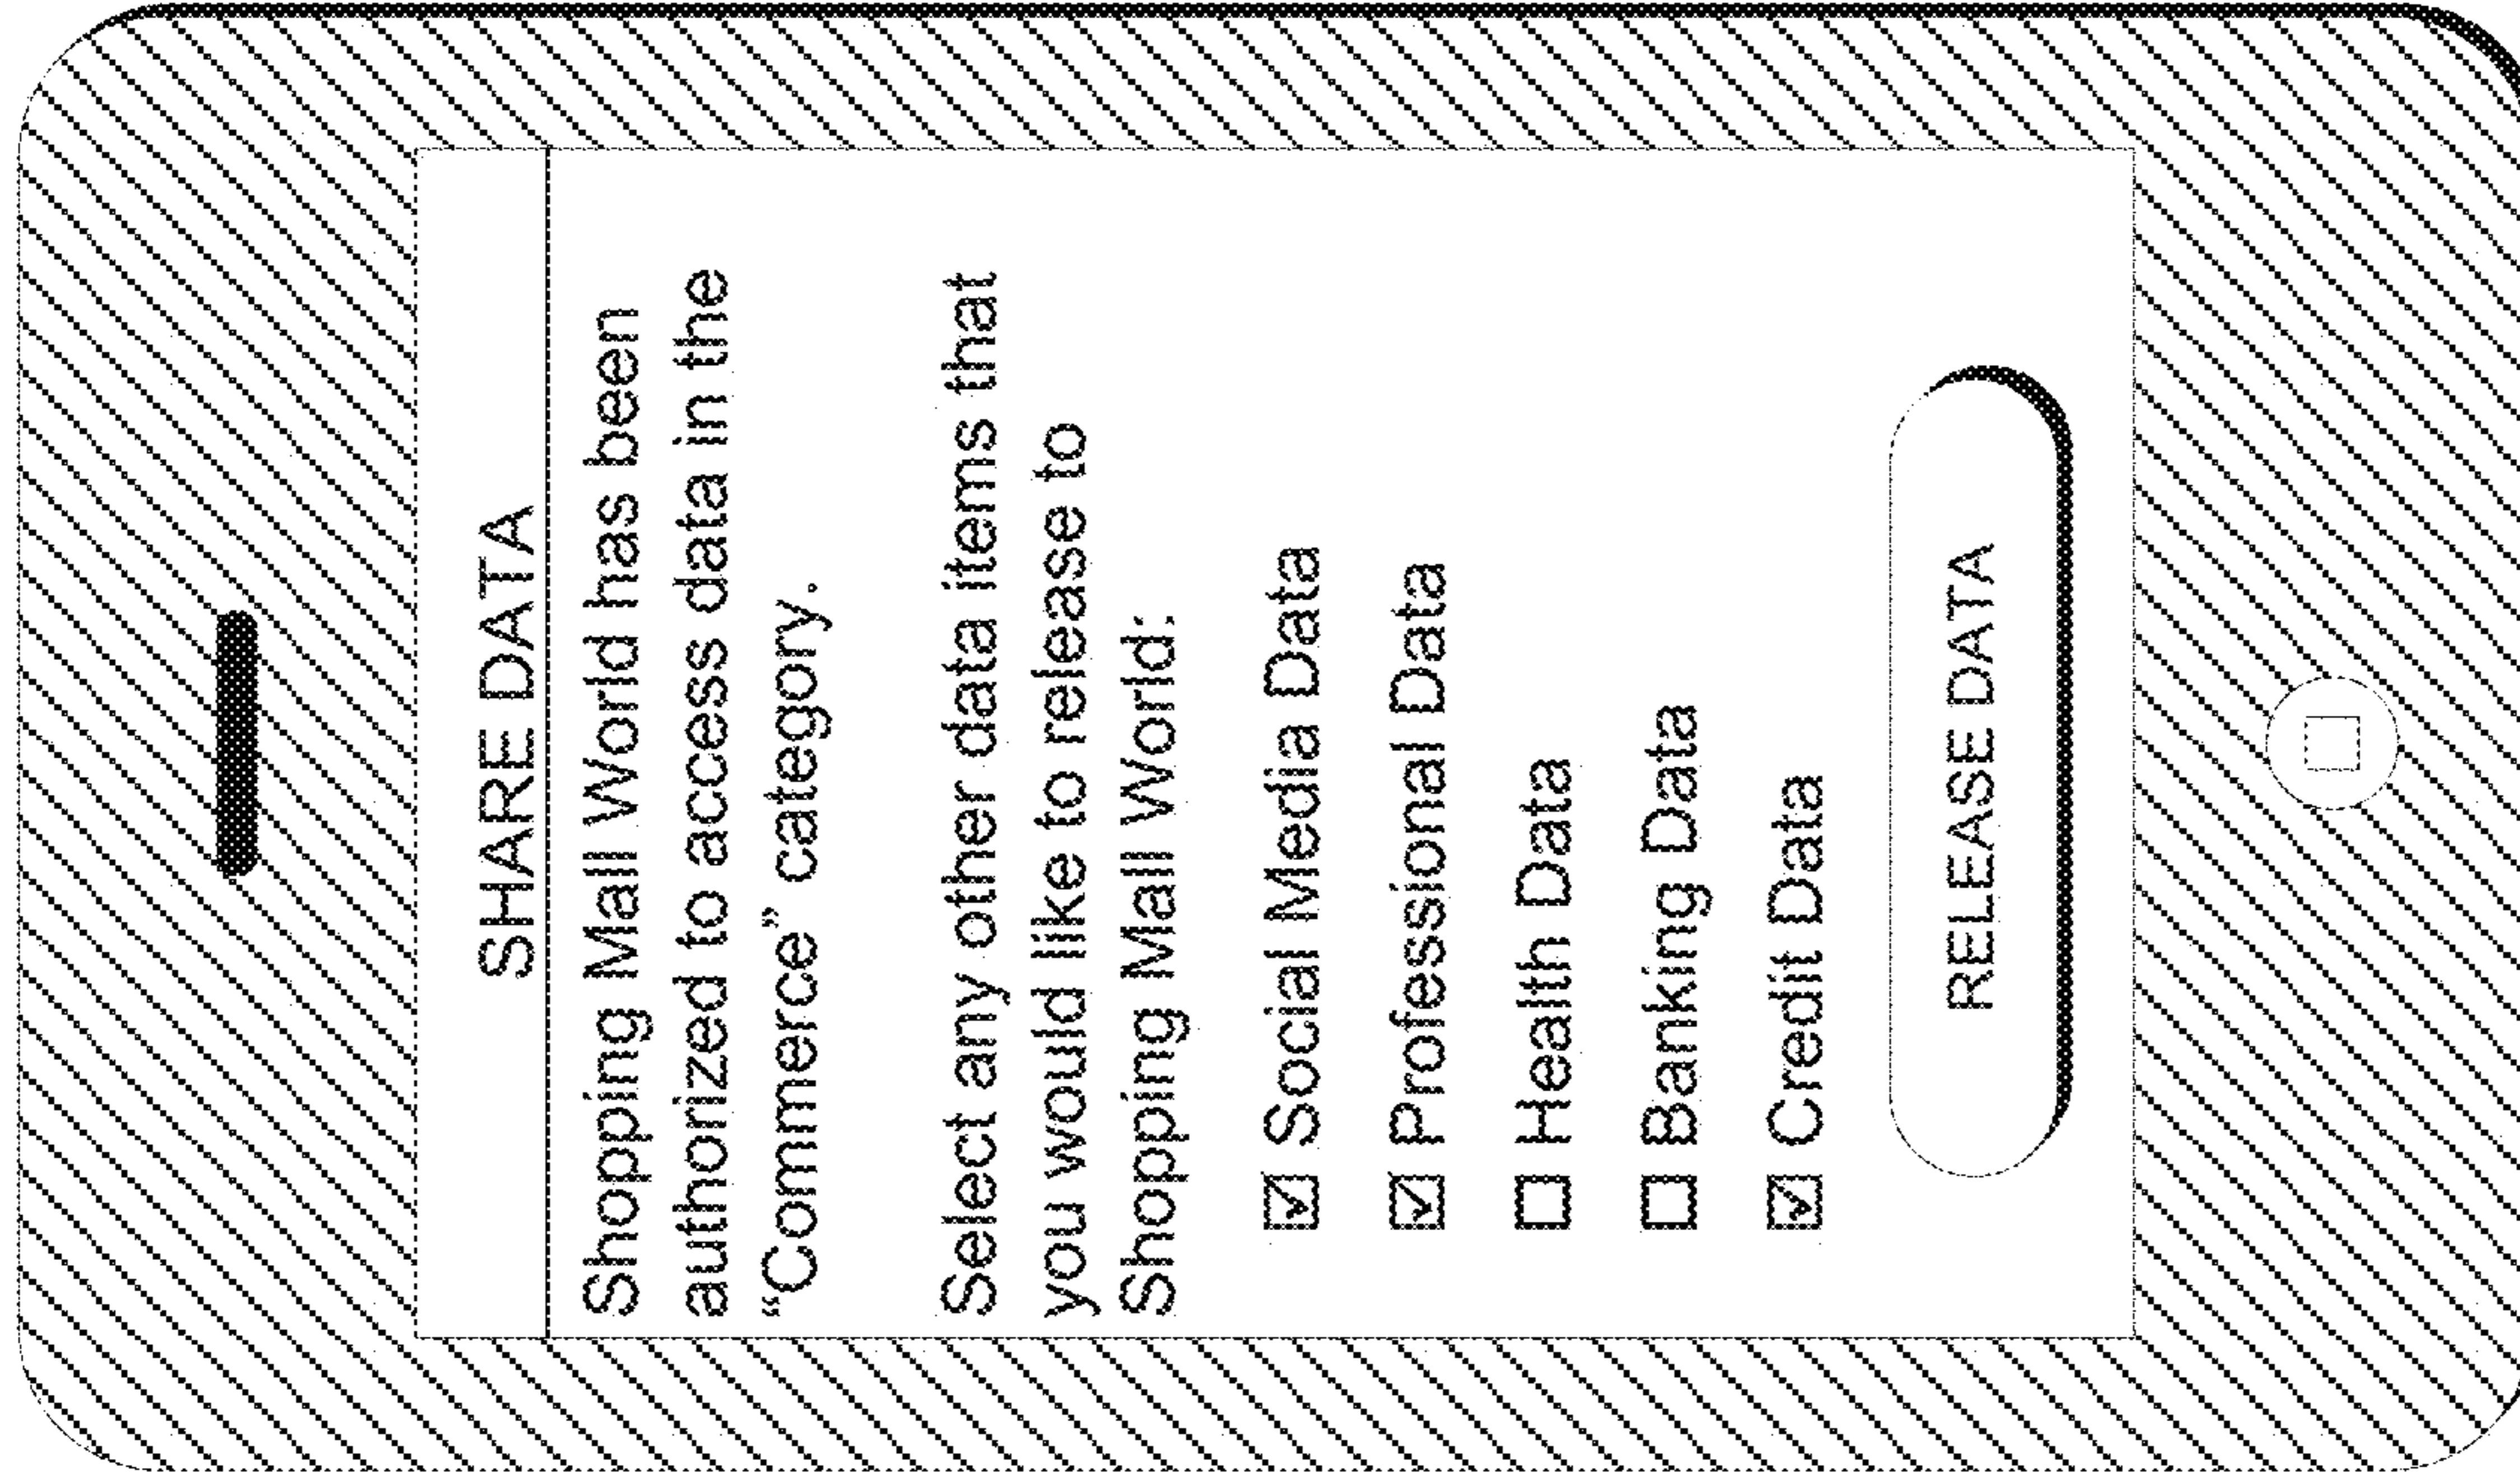 SHARE DATA
Shopping Mall World has been
authorized to access data in the
“Commerce” category.
Select any other data items that
you would like to release to
Shopping Mall World:
☑ Social Media Data
☑ Professional Data
☐ Health Data
☐ Banking Data
☑ Credit Data
RELEASE DATA